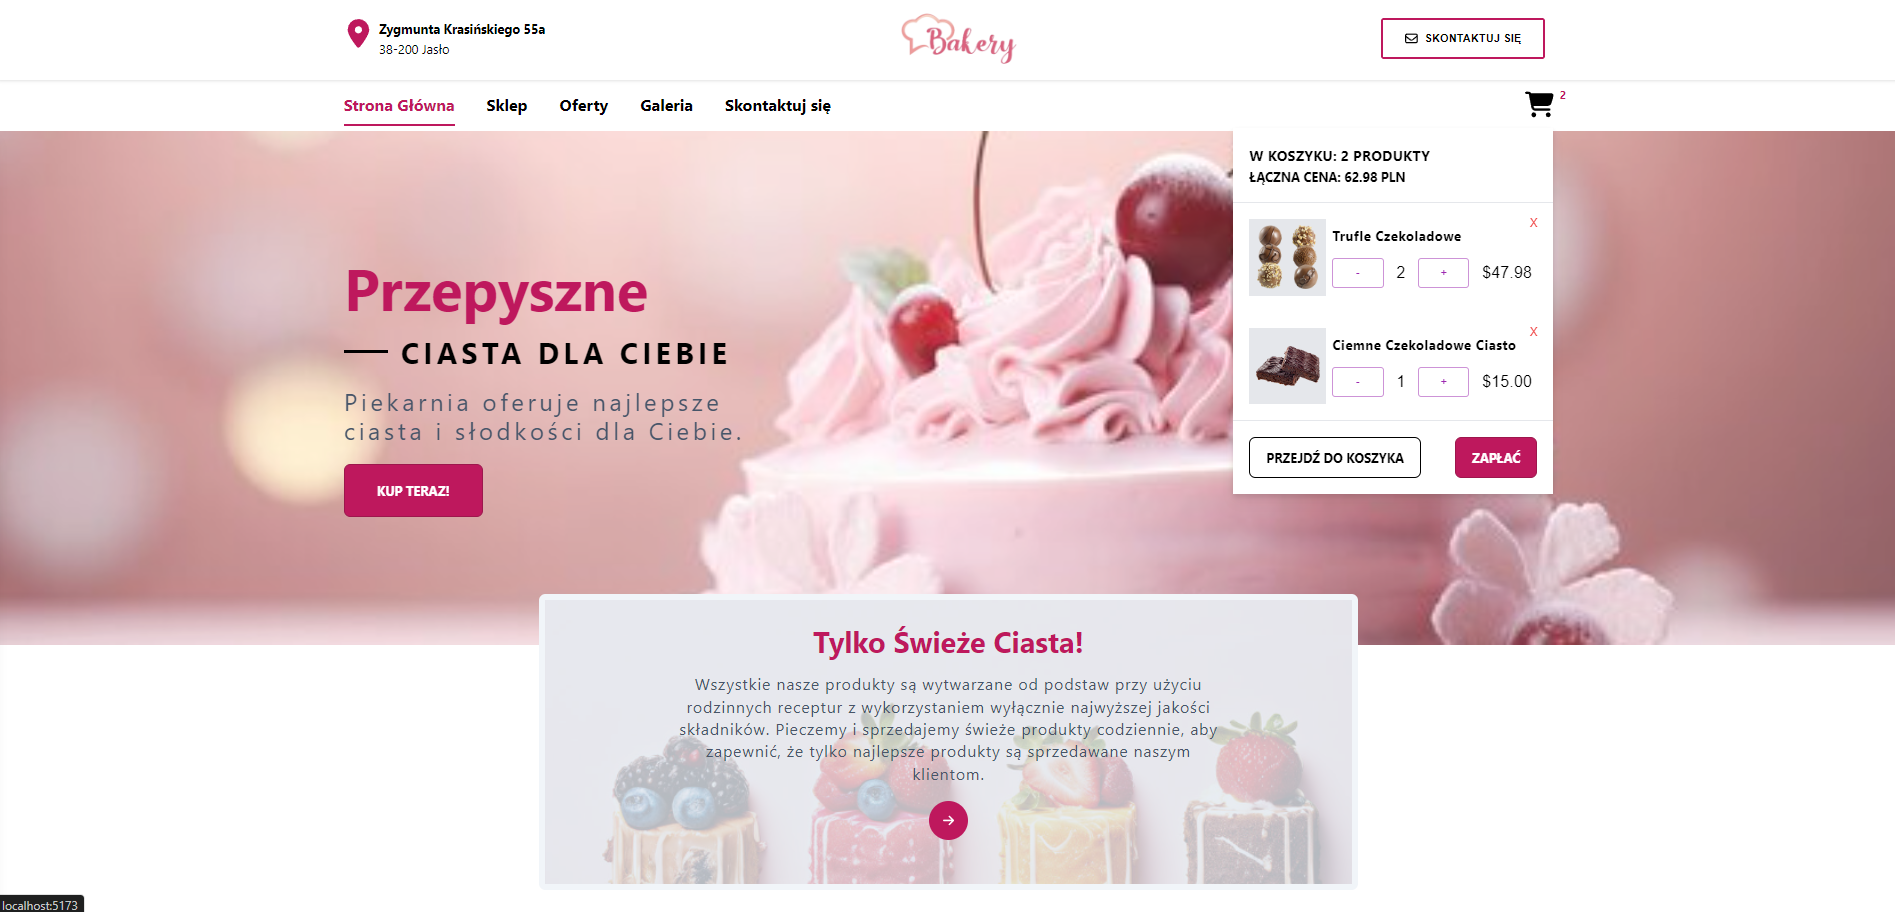 Zygmunta Krasińskiego 55a
38-200 Jasło
Bakery
SKONTAKTUJ SIĘ
Strona Główna
Sklep
Oferty
Galeria
Skontaktuj się
2
W KOSZYKU: 2 PRODUKTY
ŁĄCZNA CENA: 62.98 PLN
X
Trufle Czekoladowe
- 2 + $47.98
X
Ciemne Czekoladowe Ciasto
- 1 + $15.00
PRZEJDŹ DO KOSZYKA
ZAPŁAĆ
Przepyszne
CIASTA DLA CIEBIE
Piekarnia oferuje najlepsze
ciasta i słodkości dla Ciebie.
KUP TERAZ!
Tylko Świeże Ciasta!
Wszystkie nasze produkty są wytwarzane od podstaw przy użyciu
rodzinnych receptur z wykorzystaniem wyłącznie najwyższej jakości
składników. Pieczemy i sprzedajemy świeże produkty codziennie, aby
zapewnić, że tylko najlepsze produkty są sprzedawane naszym
klientom.
localhost:5173